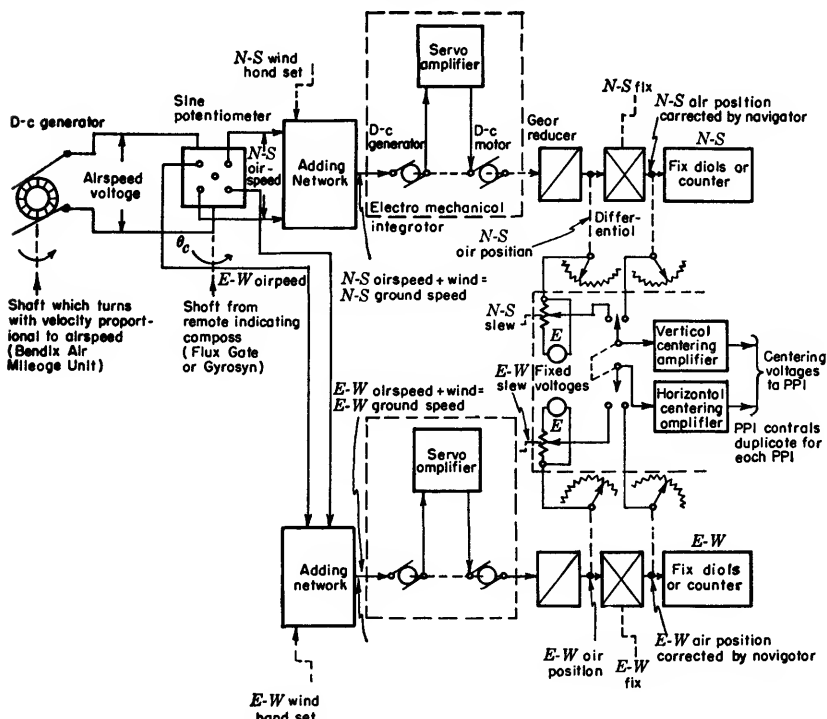 N-S wind
hand set
Servo
amplifier
N-S fix
N-S air position
corrected by navigator
Sine
potentiometer
D-c generator
D-c
generator
D-c
motor
Gear
reducer
N-S
Fix dials or
counter
Airspeed
voltage
N-S
air-
speed
Adding
Network
Electro mechanical
integrator
Differential
N-S
air position
θc
E-W airpeed
Shaft which turns
with velocity proport-
ional to airspeed
(Bendix Air
Mileage Unit)
Shaft from
remote indicating
compass
(Flux Gate
or Gyrosyn)
N-S airspeed + wind =
N-S ground speed
N-S
slew
E
Vertical
centering
amplifier
Centering
voltages
to PPI
E-W
slew
Fixed
voltages
E
Horizontal
centering
amplifier
PPI controls
duplicate for
each PPI
E-W airspeed + wind =
E-W ground speed
Servo
amplifier
Adding
network
E-W
Fix dials
or counter
E-W air
position
E-W
fix
E-W air position
corrected by navigator
E-W wind
hand set